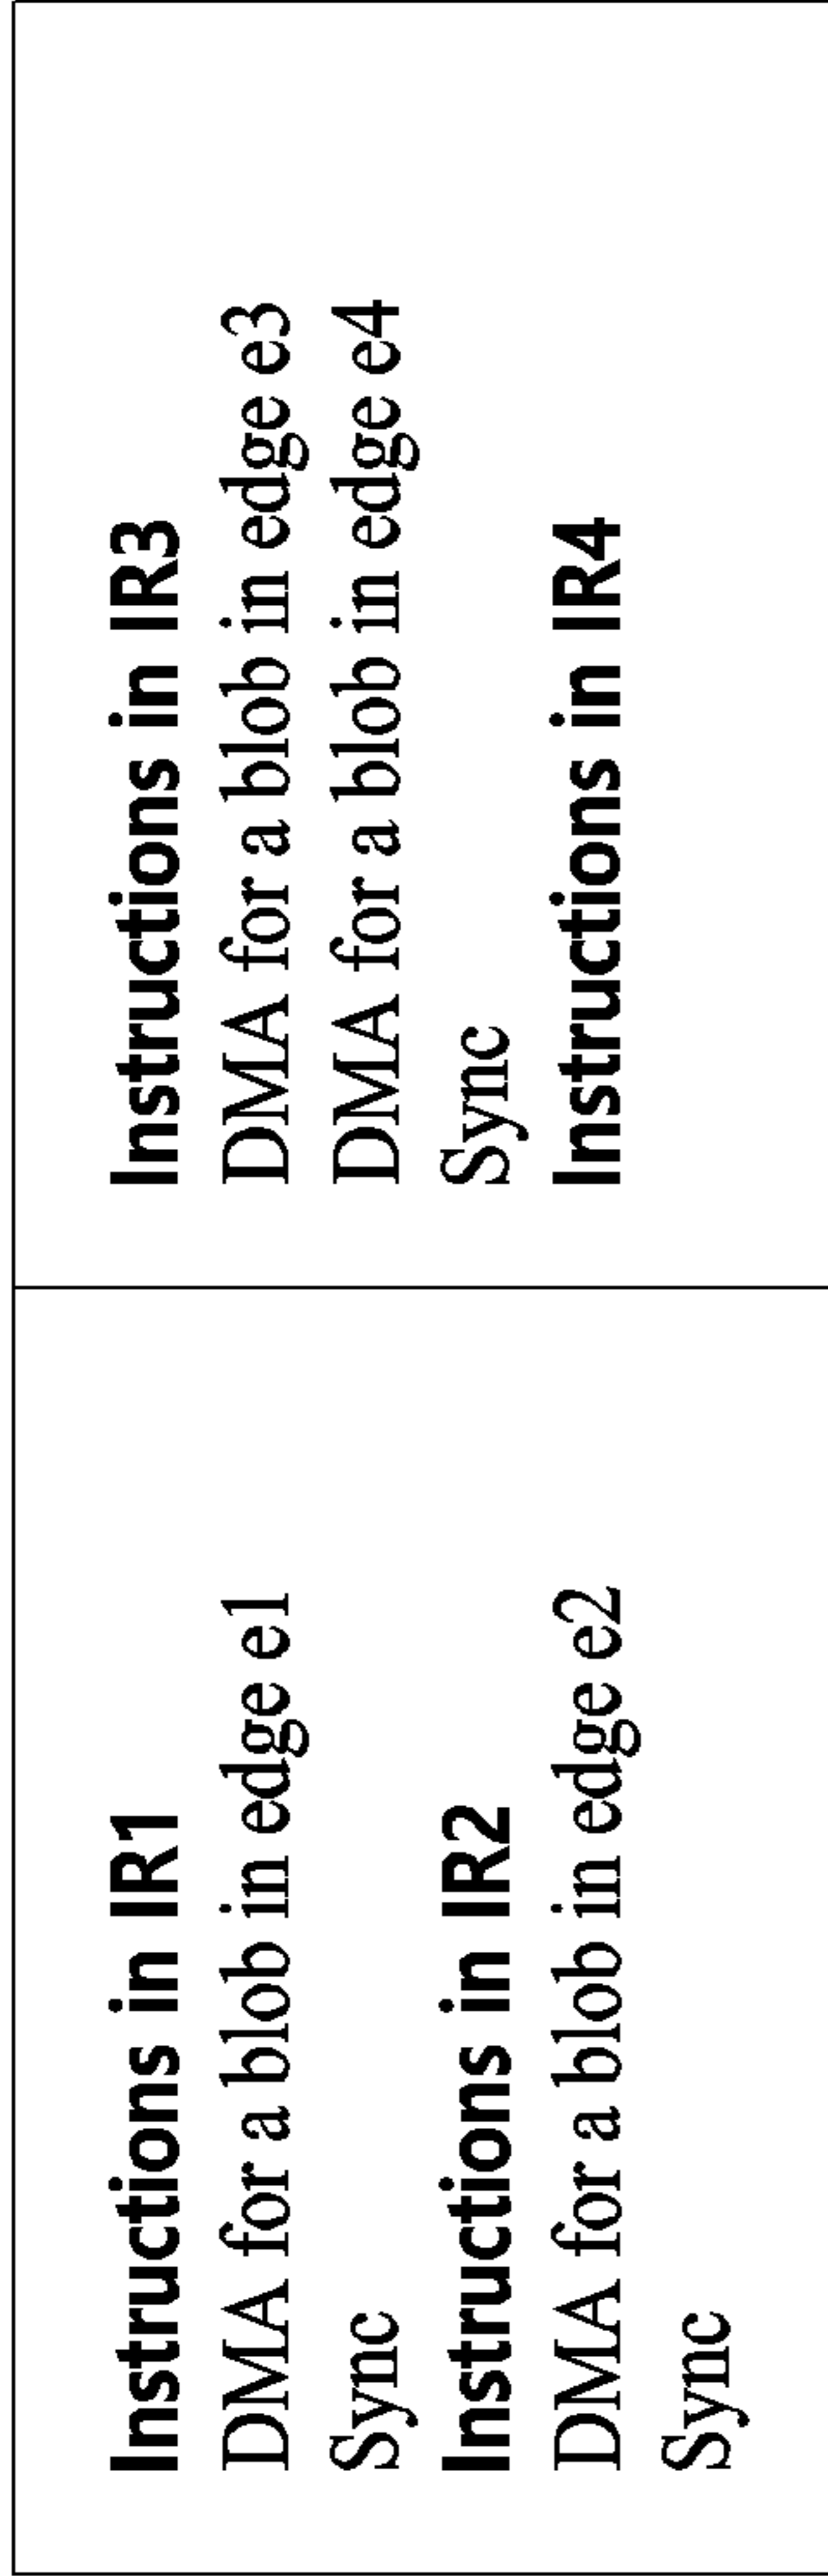 Instructions in IR1
DMA for a blob in edge e1
Sync
Instructions in IR2
DMA for a blob in edge e2
Sync
Instructions in IR3
DMA for a blob in edge e3
DMA for a blob in edge e4
Sync
Instructions in IR4